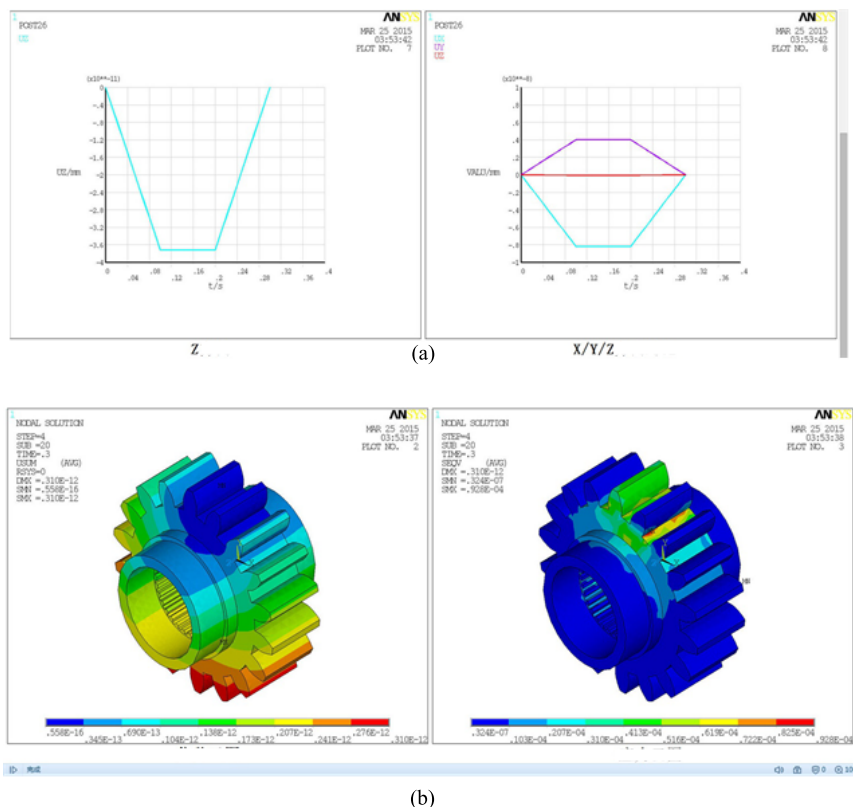 1
POST26
UZ
ANSYS
MAR 25 2015
03:53:42
PLOT NO. 7
(x10**-11)
0
-.4
-.8
-1.2
-1.6
-2
-2.4
-2.8
-3.2
-3.6
-4
UZ/mm
0 .08 .16 .24 .32 .4
.04 .12 .2 .28 .36
t/s
Z
1
POST26
UX
UY
UZ
ANSYS
MAR 25 2015
03:53:42
PLOT NO. 8
(x10**-8)
1
.8
.6
.4
.2
0
-.2
-.4
-.6
-.8
-1
VALU/mm
0 .08 .16 .24 .32 .4
.04 .12 .2 .28 .36
t/s
X/Y/Z
(a)
1
NODAL SOLUTION
STEP=4
SUB =20
TIME=.3
USUM (AVG)
RSYS=0
DMX =.310E-12
SMN =.558E-16
SMX =.310E-12
ANSYS
MAR 25 2015
03:53:37
PLOT NO. 2
.558E-16 .690E-13 .138E-12 .207E-12 .276E-12
.345E-13 .104E-12 .173E-12 .241E-12 .310E-12
1
NODAL SOLUTION
STEP=4
SUB =20
TIME=.3
SEQV (AVG)
DMX =.310E-12
SMN =.324E-07
SMX =.928E-04
ANSYS
MAR 25 2015
03:53:38
PLOT NO. 3
MN
.324E-07 .207E-04 .413E-04 .619E-04 .825E-04
.103E-04 .310E-04 .516E-04 .722E-04 .928E-04
完成
0
10
(b)